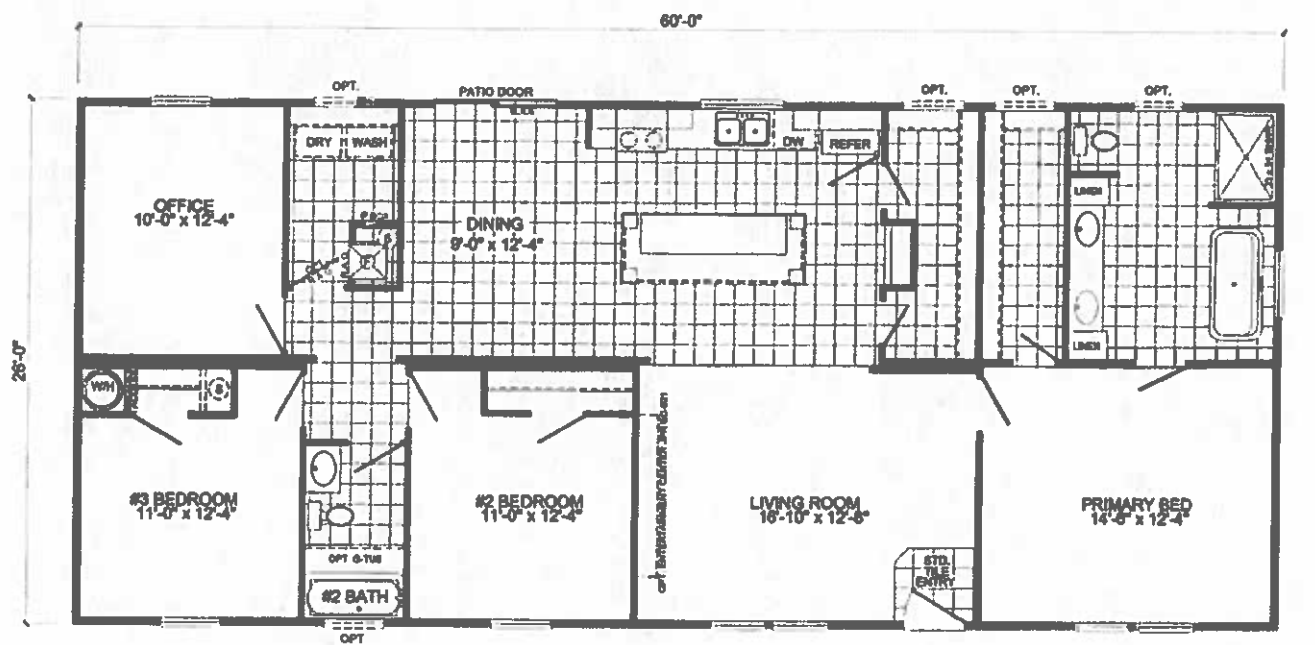 60'-0"
OPT.
PATIO DOOR
OPT.
OPT.
OPT.
DRY
WASH
DW
REFER
OFFICE
10'-0" x 12'-4"
DINING
9'-0" x 12'-4"
LINEN
LINEN
26'-0"
W/H
S
F
#3 BEDROOM
11'-0" x 12'-4"
#2 BEDROOM
11'-0" x 12'-4"
LIVING ROOM
16'-10" x 12'-8"
PRIMARY BED
14'-6" x 12'-4"
STD.
TILE
ENTRY
OPT G-TUB
#2 BATH
OPT